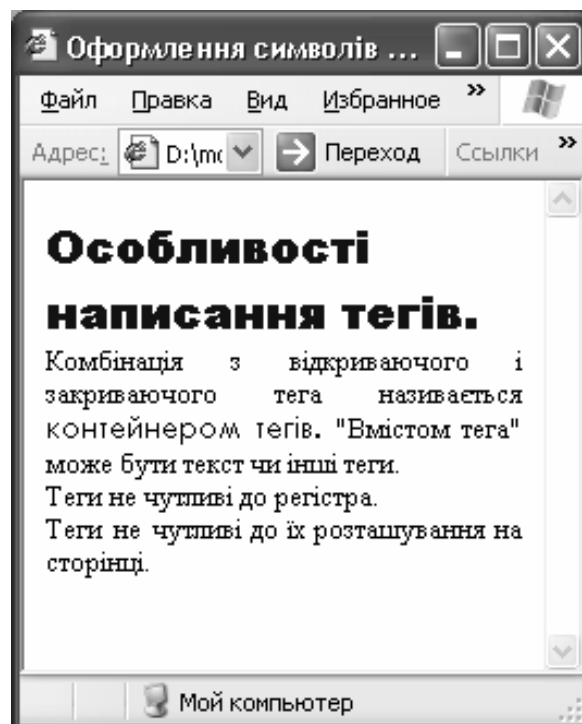 Оформлення символів ...
Файл Правка Вид Избранное »
Адрес: D:\mc Переход Ссылки »
Особливості
написання тегів.
Комбінація з відкриваючого і
закриваючого тега називається
контейнером тегів. "Вмістом тега"
може бути текст чи інші теги.
Теги не чутливі до регістра.
Теги не чутливі до їх розташування на
сторінці.
Мой компьютер